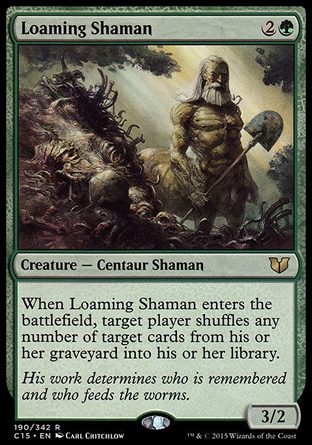 Loaming Shaman 2
Creature — Centaur Shaman
When Loaming Shaman enters the
battlefield, target player shuffles any
number of target cards from his or
her graveyard into his or her library.
His work determines who is remembered
and who feeds the worms.
3/2
190/342 R
C15 • EN Carl Critchlow ™ & © 2015 Wizards of the Coast